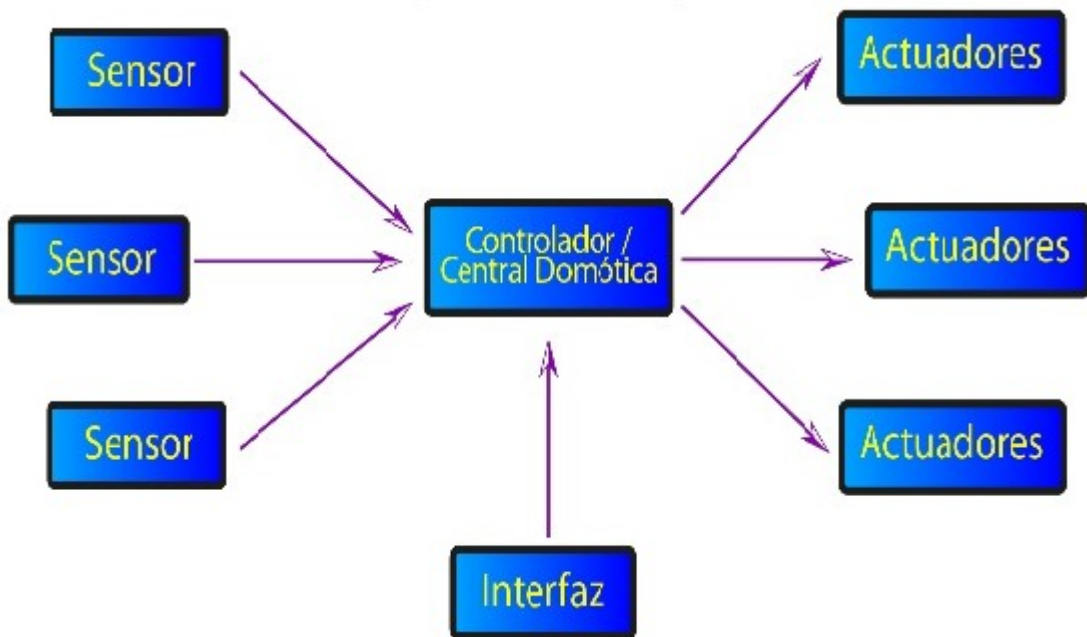 Sensor
Actuadores
Sensor
Controlador /
Central Domótica
Actuadores
Sensor
Actuadores
Interfaz